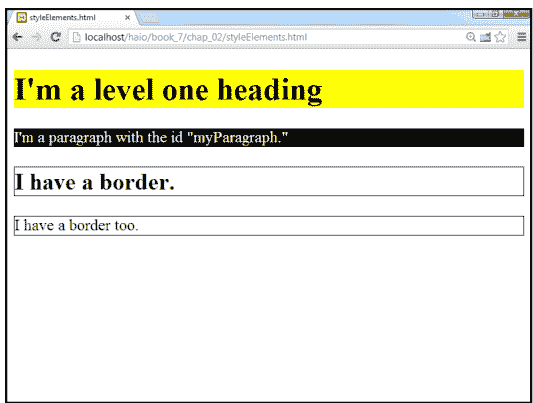 styleElements.html
localhost/haio/book_7/chap_02/styleElements.html
I'm a level one heading
I'm a paragraph with the id "myParagraph."
I have a border.
I have a border too.